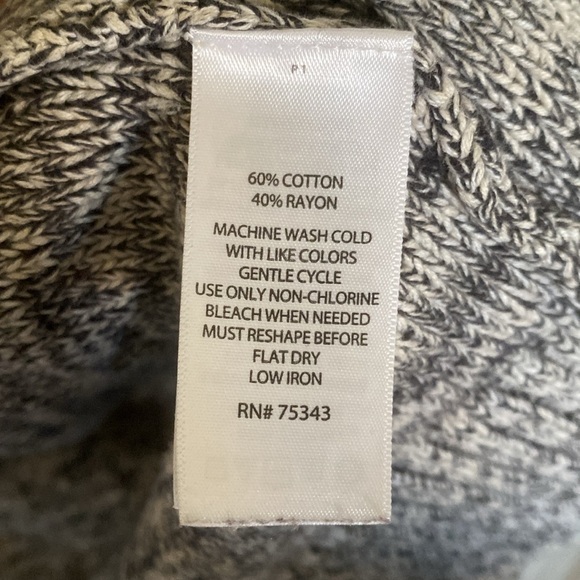 P1
60% COTTON
40% RAYON
MACHINE WASH COLD
WITH LIKE COLORS
GENTLE CYCLE
USE ONLY NON-CHLORINE
BLEACH WHEN NEEDED
MUST RESHAPE BEFORE
FLAT DRY
LOW IRON
RN# 75343